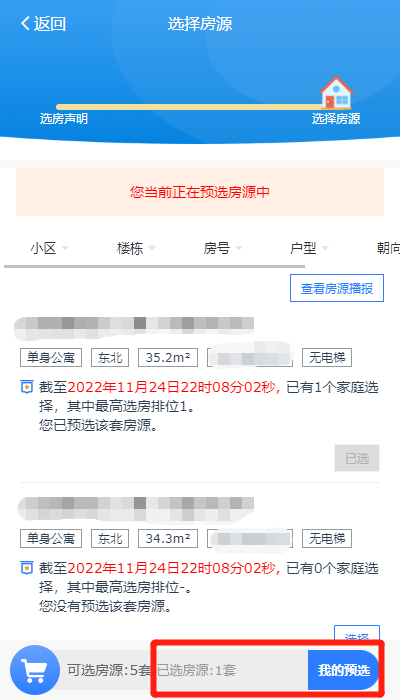 返回
选择房源
选房声明
选择房源
您当前正在预选房源中
小区 楼栋 房号 户型 朝向
查看房源播报
单身公寓 东北 35.2m² 无电梯
截至2022年11月24日22时08分02秒, 已有1个家庭选
择，其中最高选房排位1。
您已预选该套房源。
已选
单身公寓 东北 34.3m² 无电梯
截至2022年11月24日22时08分02秒, 已有0个家庭选
择，其中最高选房排位-。
您没有预选该套房源。
选择
可选房源:5套 已选房源:1套 我的预选